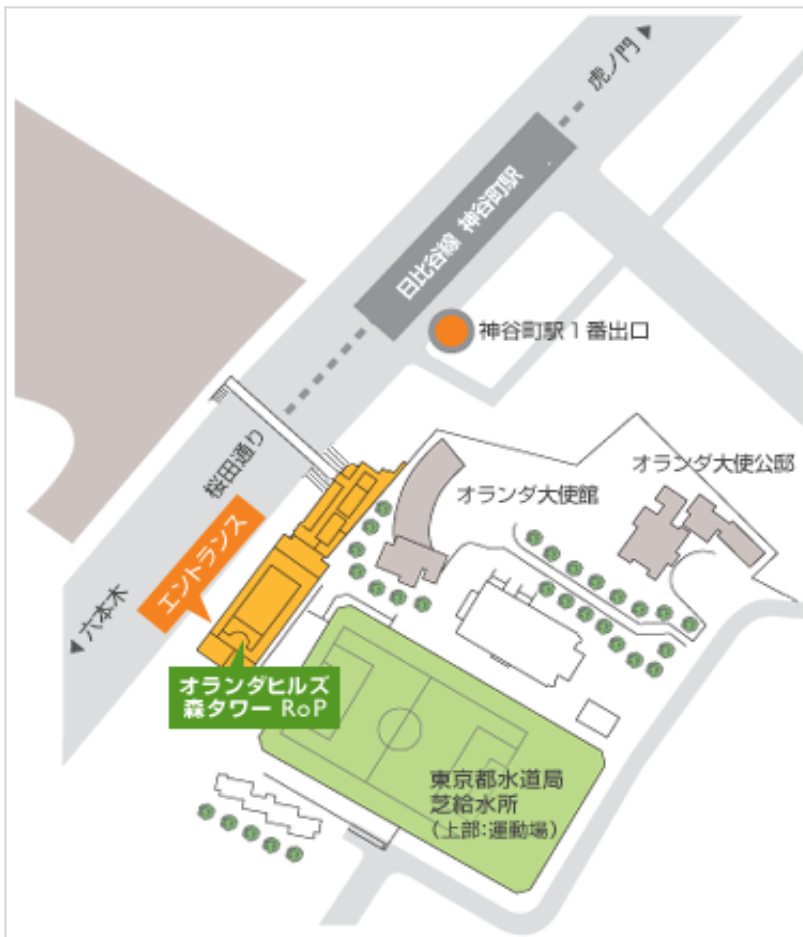 虎ノ門▶
日比谷線 神谷町駅
神谷町駅1番出口
桜田通り
オランダ大使公邸
オランダ大使館
エントランス
◀六本木
オランダヒルズ
森タワー RoP
東京都水道局
芝給水所
(上部:運動場)